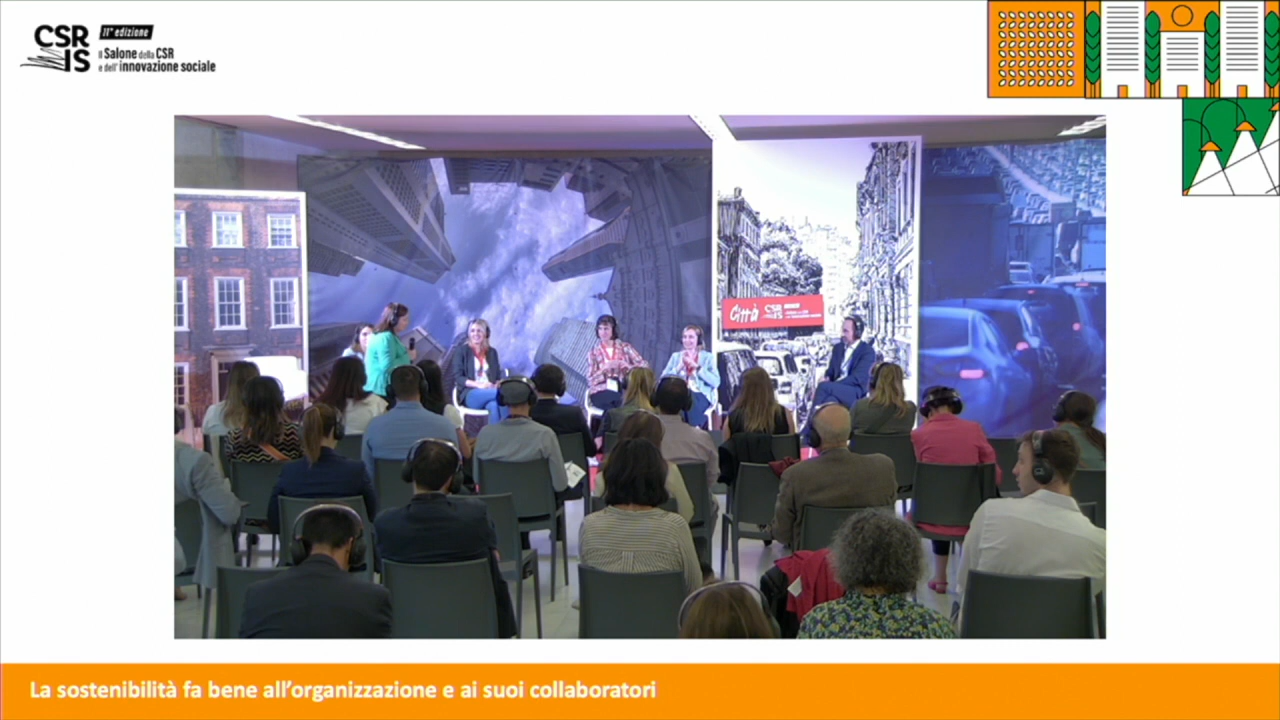 CSR
IS
11ª edizione
Il Salone della CSR
e dell'innovazione sociale
Città
CSR
IS
La sostenibilità fa bene all'organizzazione e ai suoi collaboratori